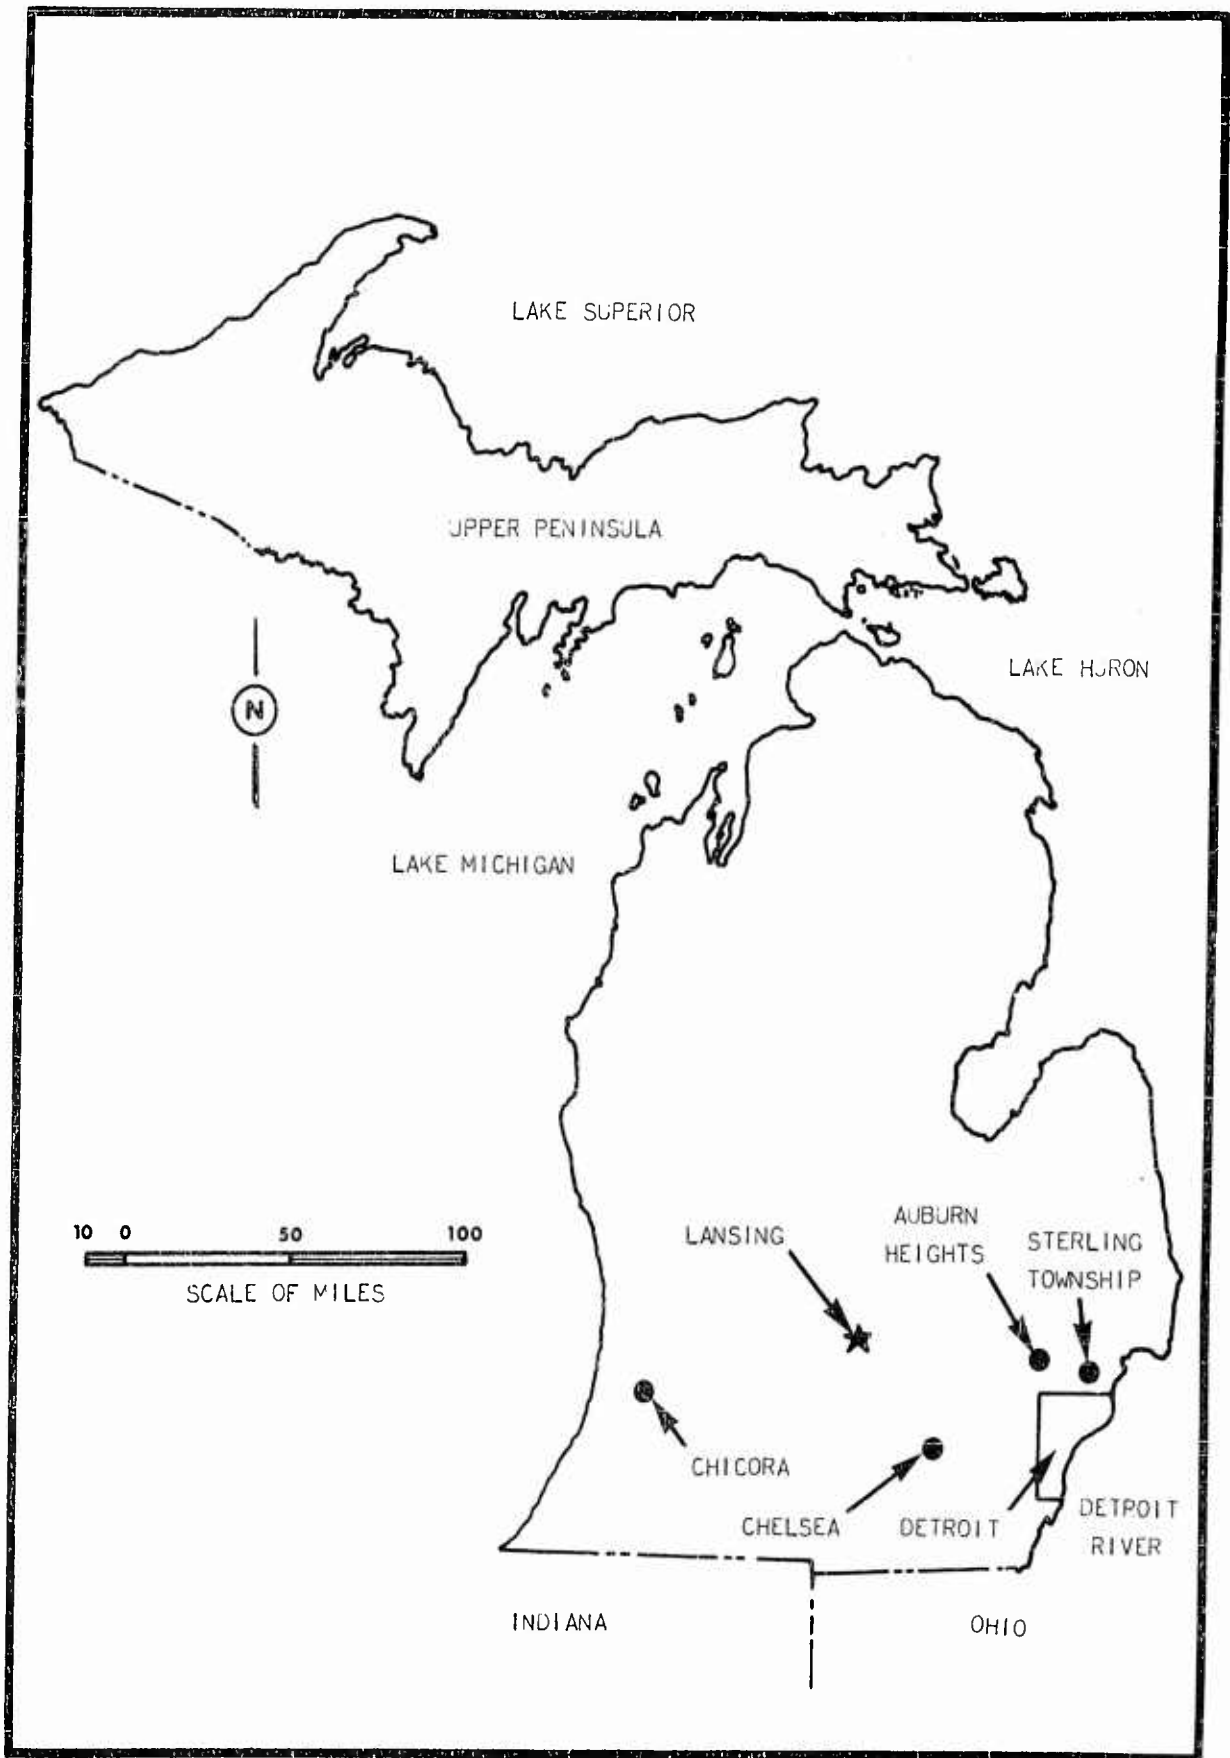 LAKE SUPERIOR
UPPER PENINSULA
N
LAKE HURON
LAKE MICHIGAN
10 0 50 100
SCALE OF MILES
LANSING
AUBURN
HEIGHTS
STERLING
TOWNSHIP
CHICORA
CHELSEA
DETROIT
DETROIT
RIVER
INDIANA
OHIO